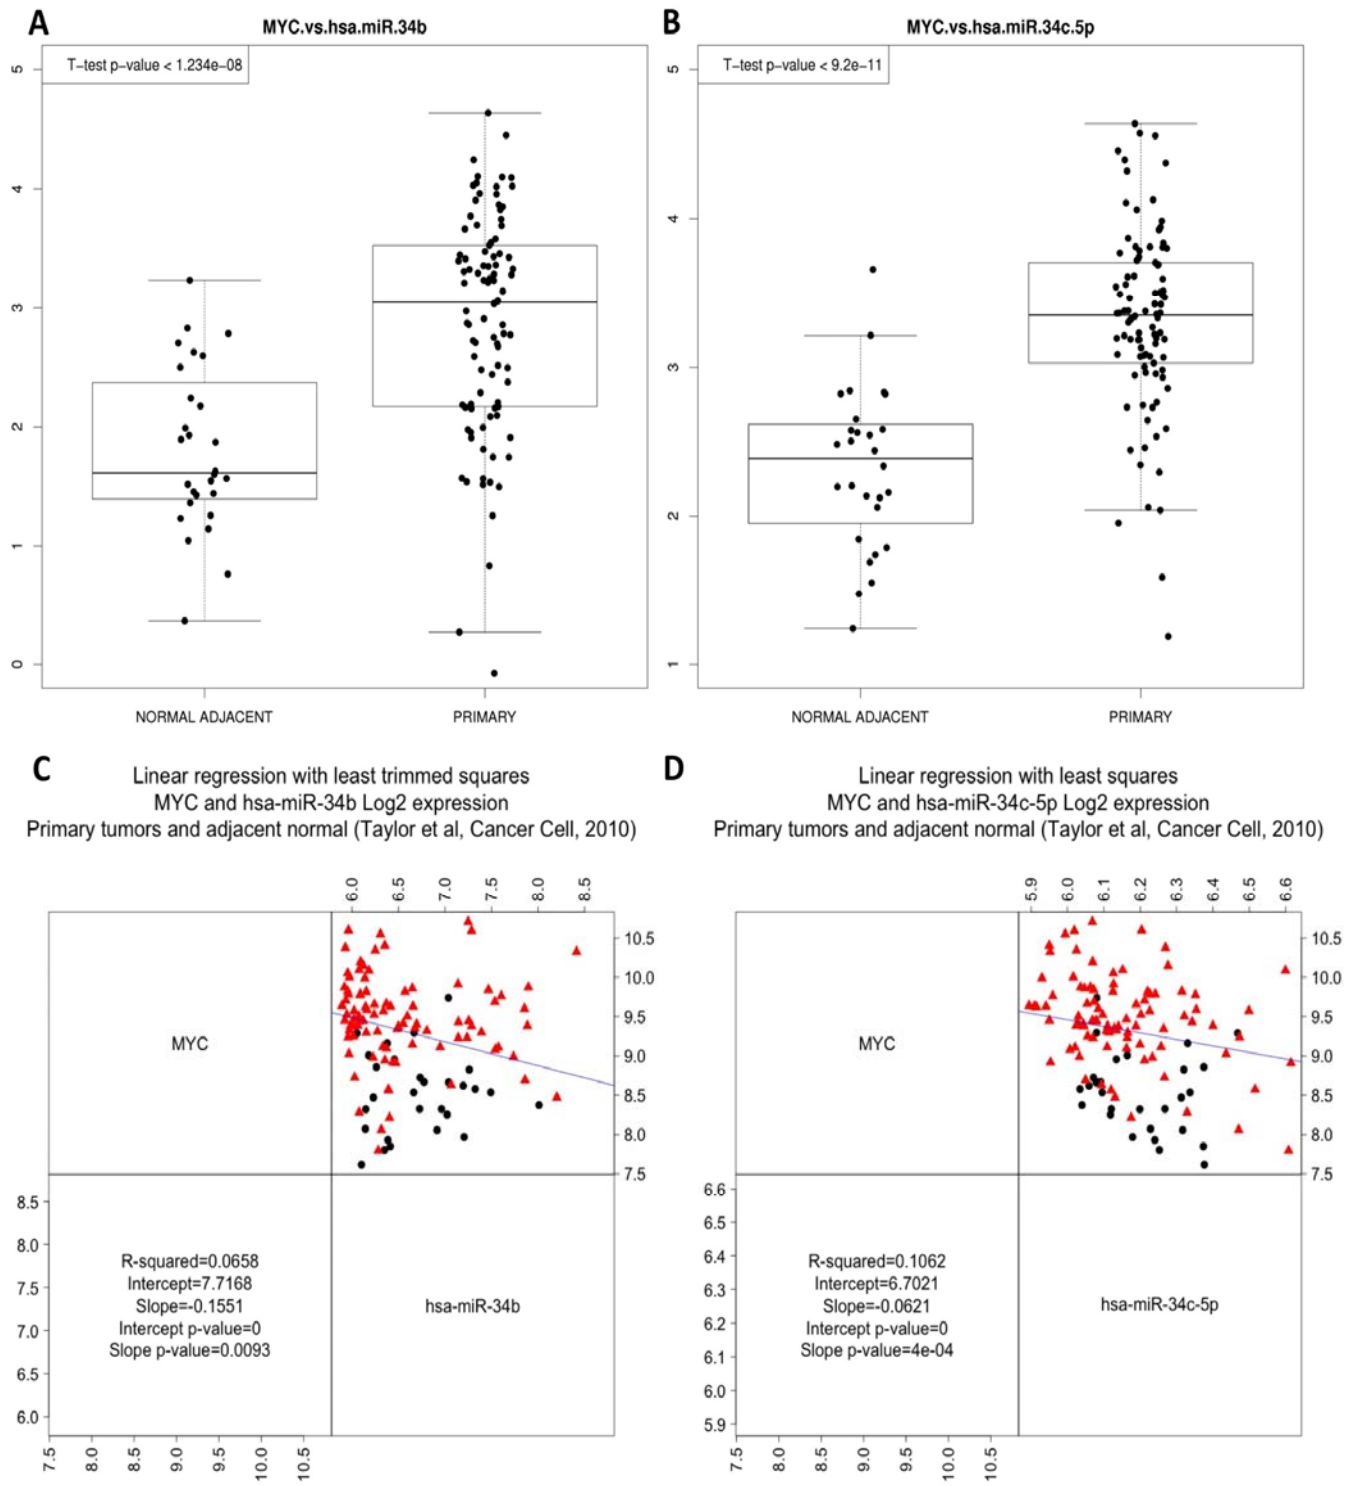 A
MYC.vs.hsa.miR.34b
T-test p-value < 1.234e-08
5
4
3
2
1
0
NORMAL ADJACENT
PRIMARY
B
MYC.vs.hsa.miR.34c.5p
T-test p-value < 9.2e-11
5
4
3
2
1
NORMAL ADJACENT
PRIMARY
C
Linear regression with least trimmed squares
MYC and hsa-miR-34b Log2 expression
Primary tumors and adjacent normal (Taylor et al, Cancer Cell, 2010)
6.0 6.5 7.0 7.5 8.0 8.5
MYC
10.5
10.0
9.5
9.0
8.5
8.0
7.5
8.5
8.0
7.5
7.0
6.5
6.0
R-squared=0.0658
Intercept=7.7168
Slope=-0.1551
Intercept p-value=0
Slope p-value=0.0093
hsa-miR-34b
7.5 8.0 8.5 9.0 9.5 10.0 10.5
D
Linear regression with least squares
MYC and hsa-miR-34c-5p Log2 expression
Primary tumors and adjacent normal (Taylor et al, Cancer Cell, 2010)
5.9 6.0 6.1 6.2 6.3 6.4 6.5 6.6
MYC
10.5
10.0
9.5
9.0
8.5
8.0
7.5
6.6
6.5
6.4
6.3
6.2
6.1
6.0
5.9
R-squared=0.1062
Intercept=6.7021
Slope=-0.0621
Intercept p-value=0
Slope p-value=4e-04
hsa-miR-34c-5p
7.5 8.0 8.5 9.0 9.5 10.0 10.5